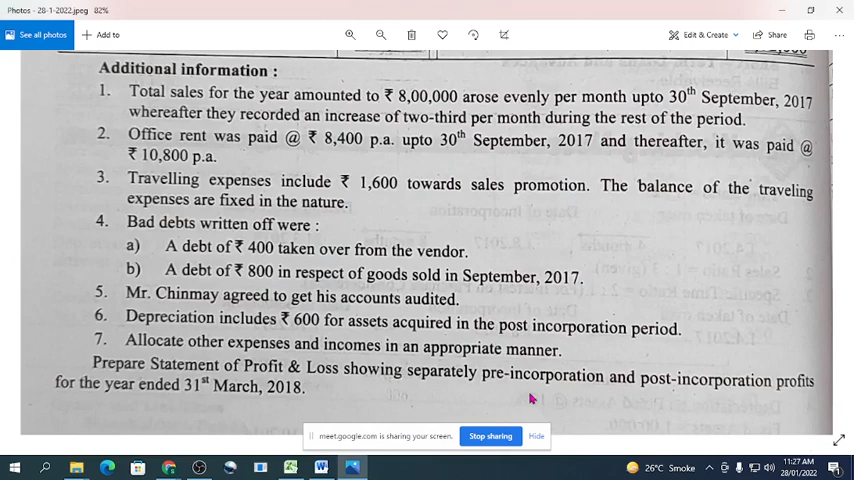 Photos - 28-1-2022.jpeg 82%
See all photos + Add to Edit & Create Share
Additional information :
1. Total sales for the year amounted to ₹ 8,00,000 arose evenly per month upto 30th September, 2017
whereafter they recorded an increase of two-third per month during the rest of the period.
2. Office rent was paid @ ₹ 8,400 p.a. upto 30th September, 2017 and thereafter, it was paid @
₹ 10,800 p.a.
3. Travelling expenses include ₹ 1,600 towards sales promotion. The balance of the traveling
expenses are fixed in the nature.
4. Bad debts written off were :
a) A debt of ₹ 400 taken over from the vendor.
b) A debt of ₹ 800 in respect of goods sold in September, 2017.
5. Mr. Chinmay agreed to get his accounts audited.
6. Depreciation includes ₹ 600 for assets acquired in the post incorporation period.
7. Allocate other expenses and incomes in an appropriate manner.
Prepare Statement of Profit & Loss showing separately pre-incorporation and post-incorporation profits
for the year ended 31st March, 2018.
meet.google.com is sharing your screen. Stop sharing Hide
26°C Smoke 11:27 AM
28/01/2022